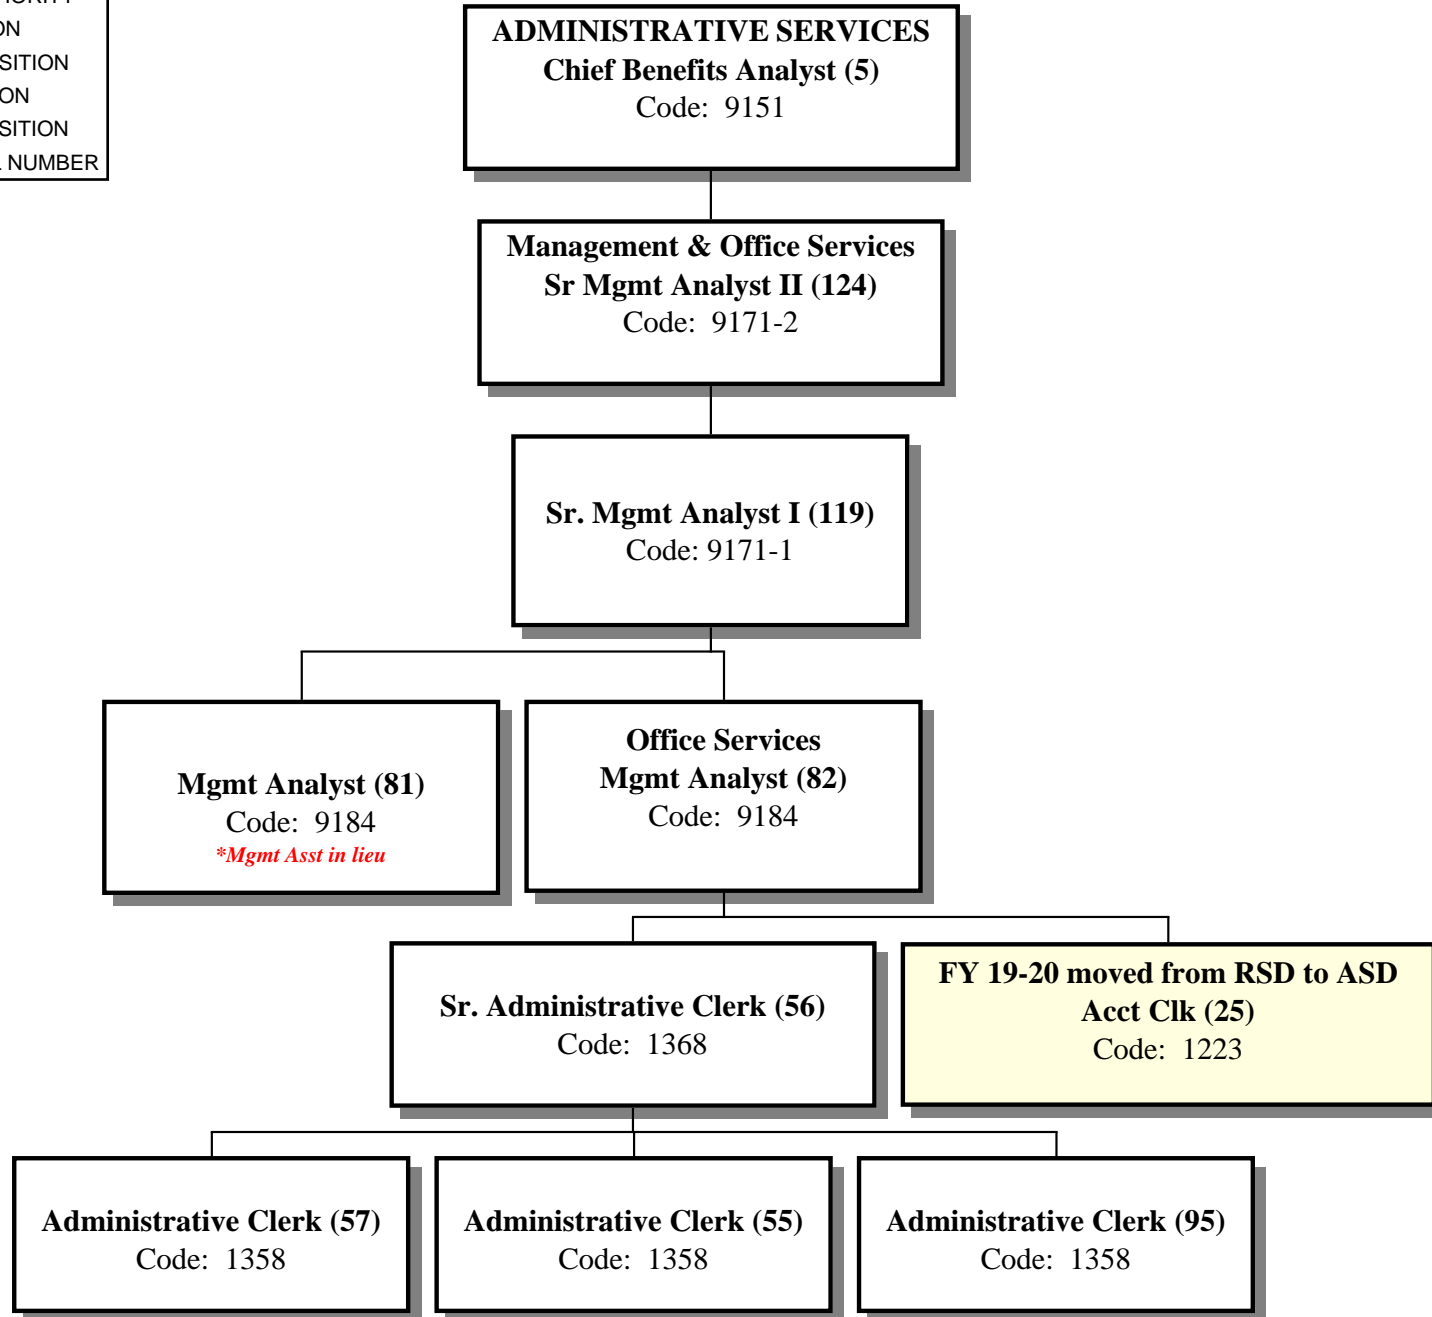 ON
SITION
ON
SITION
NUMBER
ADMINISTRATIVE SERVICES
Chief Benefits Analyst (5)
Code: 9151
Management & Office Services
Sr Mgmt Analyst II (124)
Code: 9171-2
Sr. Mgmt Analyst I (119)
Code: 9171-1
Mgmt Analyst (81)
Code: 9184
*Mgmt Asst in lieu
Office Services
Mgmt Analyst (82)
Code: 9184
Sr. Administrative Clerk (56)
Code: 1368
FY 19-20 moved from RSD to ASD
Acct Clk (25)
Code: 1223
Administrative Clerk (57)
Code: 1358
Administrative Clerk (55)
Code: 1358
Administrative Clerk (95)
Code: 1358